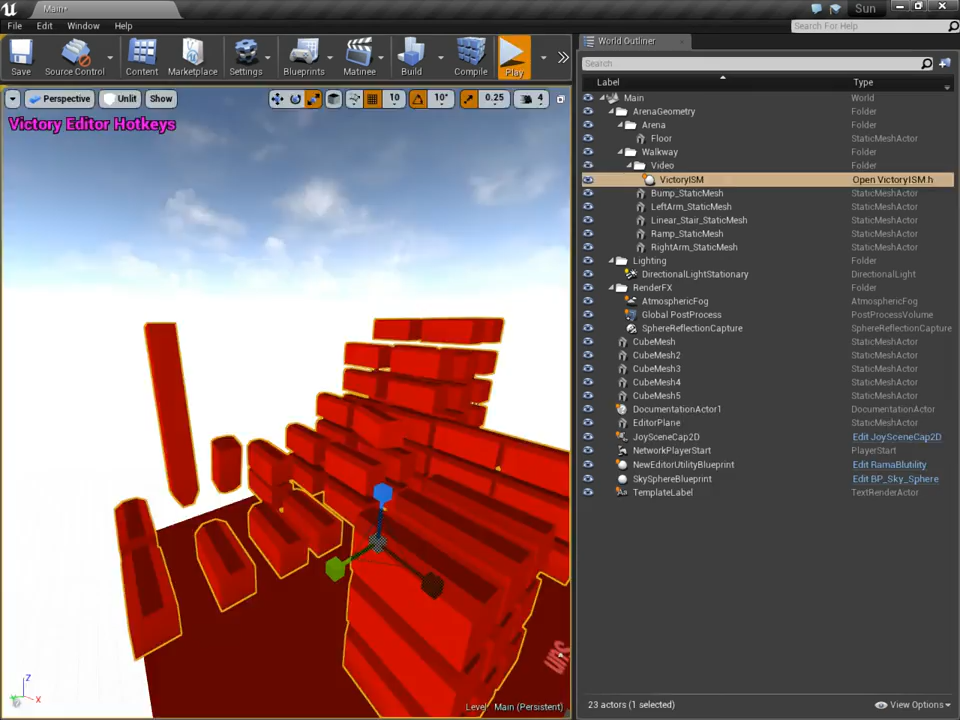 Main*
Sun
File Edit Window Help
Search For Help
Save Source Control Content Marketplace Settings Blueprints Matinee Build Compile Play
Perspective Unlit Show 10 10° 0.25 4
Victory Editor Hotkeys
Sun
Level: Main (Persistent)
Z
X
Y
World Outliner
Search
Label Type
Main World
ArenaGeometry Folder
Arena Folder
Floor StaticMeshActor
Walkway Folder
Video Folder
VictoryISM Open VictoryISM.h
Bump_StaticMesh StaticMeshActor
LeftArm_StaticMesh StaticMeshActor
Linear_Stair_StaticMesh StaticMeshActor
Ramp_StaticMesh StaticMeshActor
RightArm_StaticMesh StaticMeshActor
Lighting Folder
DirectionalLightStationary DirectionalLight
RenderFX Folder
AtmosphericFog AtmosphericFog
Global PostProcess PostProcessVolume
SphereReflectionCapture SphereReflectionCapture
CubeMesh StaticMeshActor
CubeMesh2 StaticMeshActor
CubeMesh3 StaticMeshActor
CubeMesh4 StaticMeshActor
CubeMesh5 StaticMeshActor
DocumentationActor1 DocumentationActor
EditorPlane StaticMeshActor
JoySceneCap2D Edit JoySceneCap2D
NetworkPlayerStart PlayerStart
NewEditorUtilityBlueprint Edit RamaBlutility
SkySphereBlueprint Edit BP_Sky_Sphere
TemplateLabel TextRenderActor
23 actors (1 selected)
View Options